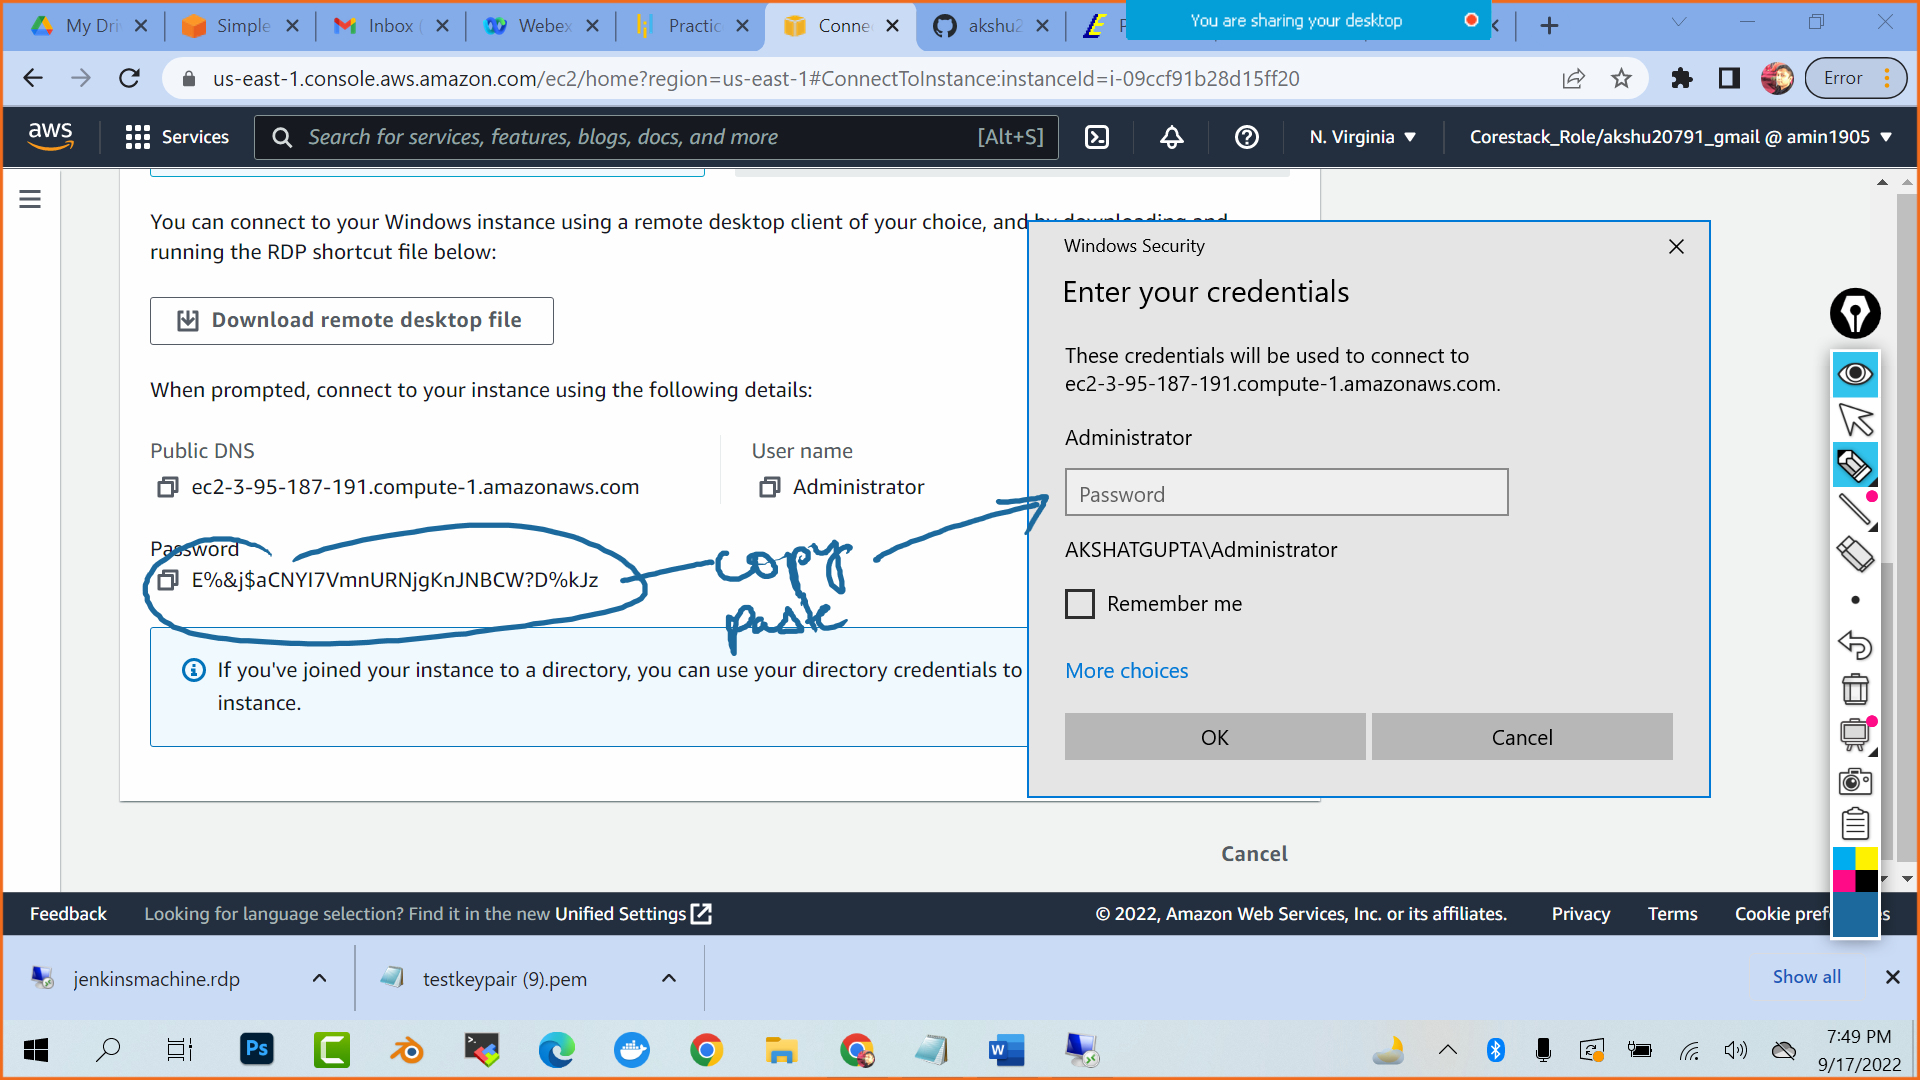 My Dri
Simple
Inbox (
Webex
Practic
Connec
akshu2
You are sharing your desktop
us-east-1.console.aws.amazon.com/ec2/home?region=us-east-1#ConnectToInstance:instanceId=i-09ccf91b28d15ff20
Error
aws
Services
Search for services, features, blogs, docs, and more
[Alt+S]
N. Virginia
Corestack_Role/akshu20791_gmail @ amin1905
You can connect to your Windows instance using a remote desktop client of your choice, and by downloading and
running the RDP shortcut file below:
Download remote desktop file
When prompted, connect to your instance using the following details:
Public DNS
ec2-3-95-187-191.compute-1.amazonaws.com
User name
Administrator
Password
E%&j$aCNYI7VmnURNjgKnJNBCW?D%kJz
copy
paste
If you've joined your instance to a directory, you can use your directory credentials to
instance.
Windows Security
Enter your credentials
These credentials will be used to connect to
ec2-3-95-187-191.compute-1.amazonaws.com.
Administrator
Password
AKSHATGUPTA\Administrator
Remember me
More choices
OK
Cancel
Cancel
Feedback
Looking for language selection? Find it in the new Unified Settings
© 2022, Amazon Web Services, Inc. or its affiliates.
Privacy
Terms
Cookie pref
jenkinsmachine.rdp
testkeypair (9).pem
Show all
Ps
7:49 PM
9/17/2022